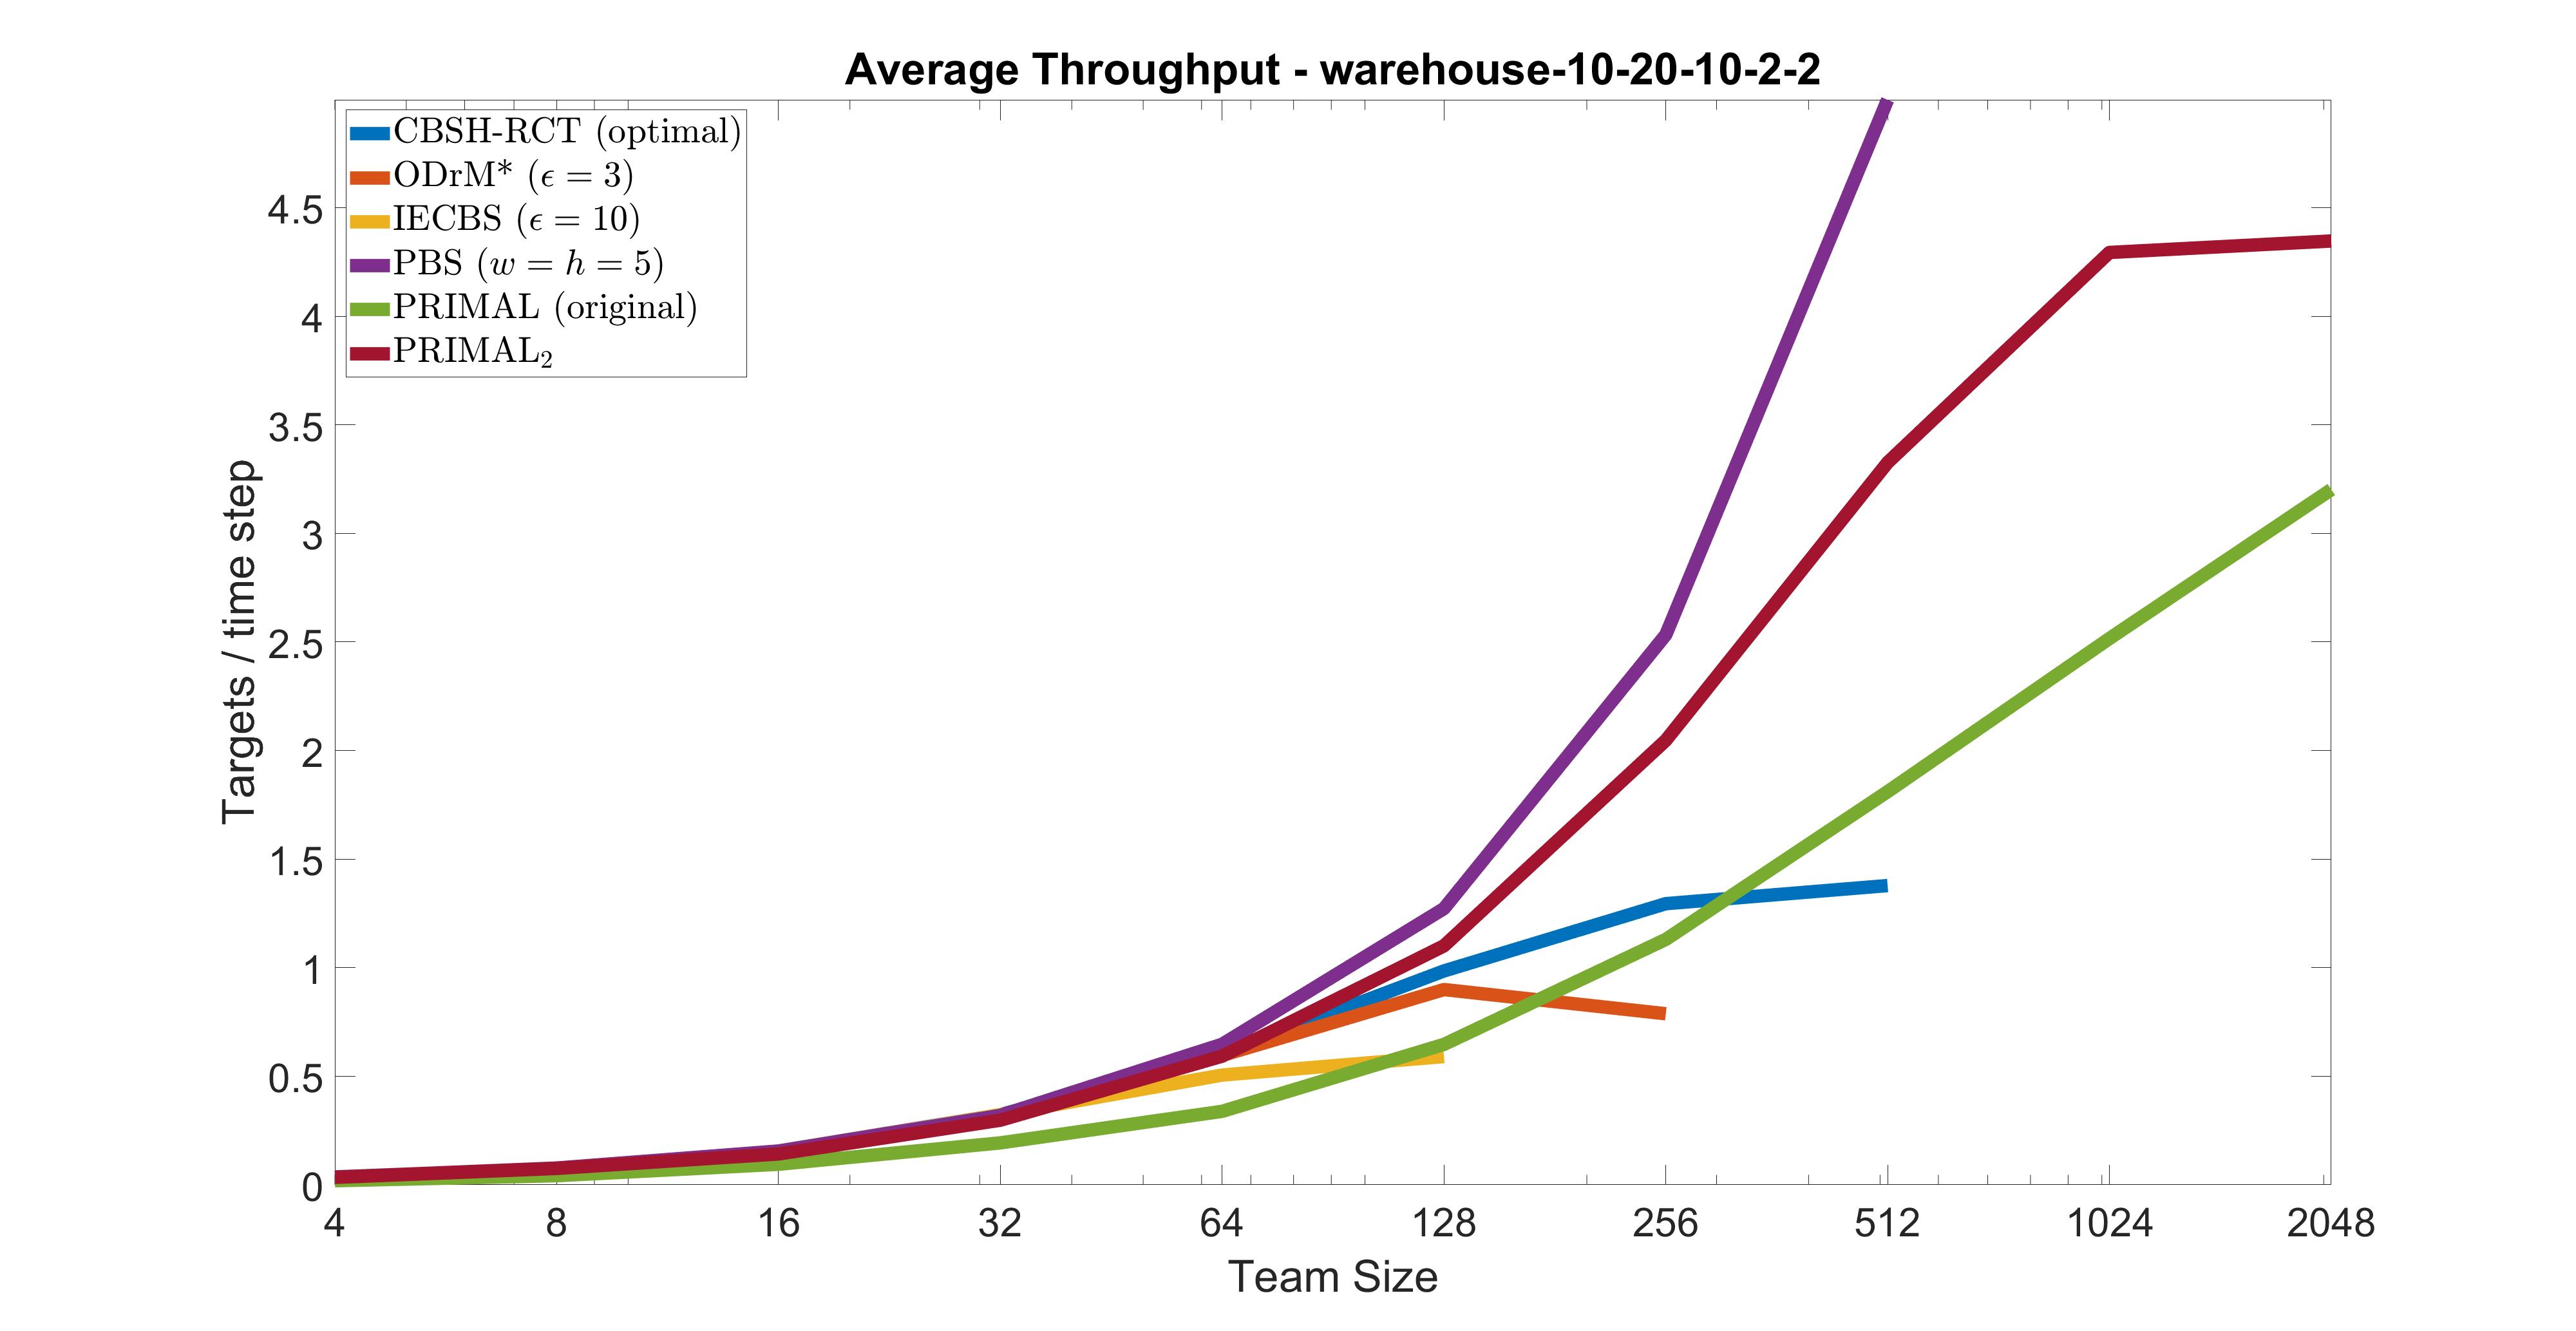 Average Throughput - warehouse-10-20-10-2-2
CBSH-RCT (optimal)
ODrM* (ϵ = 3)
IECBS (ϵ = 10)
PBS (w = h = 5)
PRIMAL (original)
PRIMAL₂
Targets / time step
4.5
4
3.5
3
2.5
2
1.5
1
0.5
0
4 8 16 32 64 128 256 512 1024 2048
Team Size